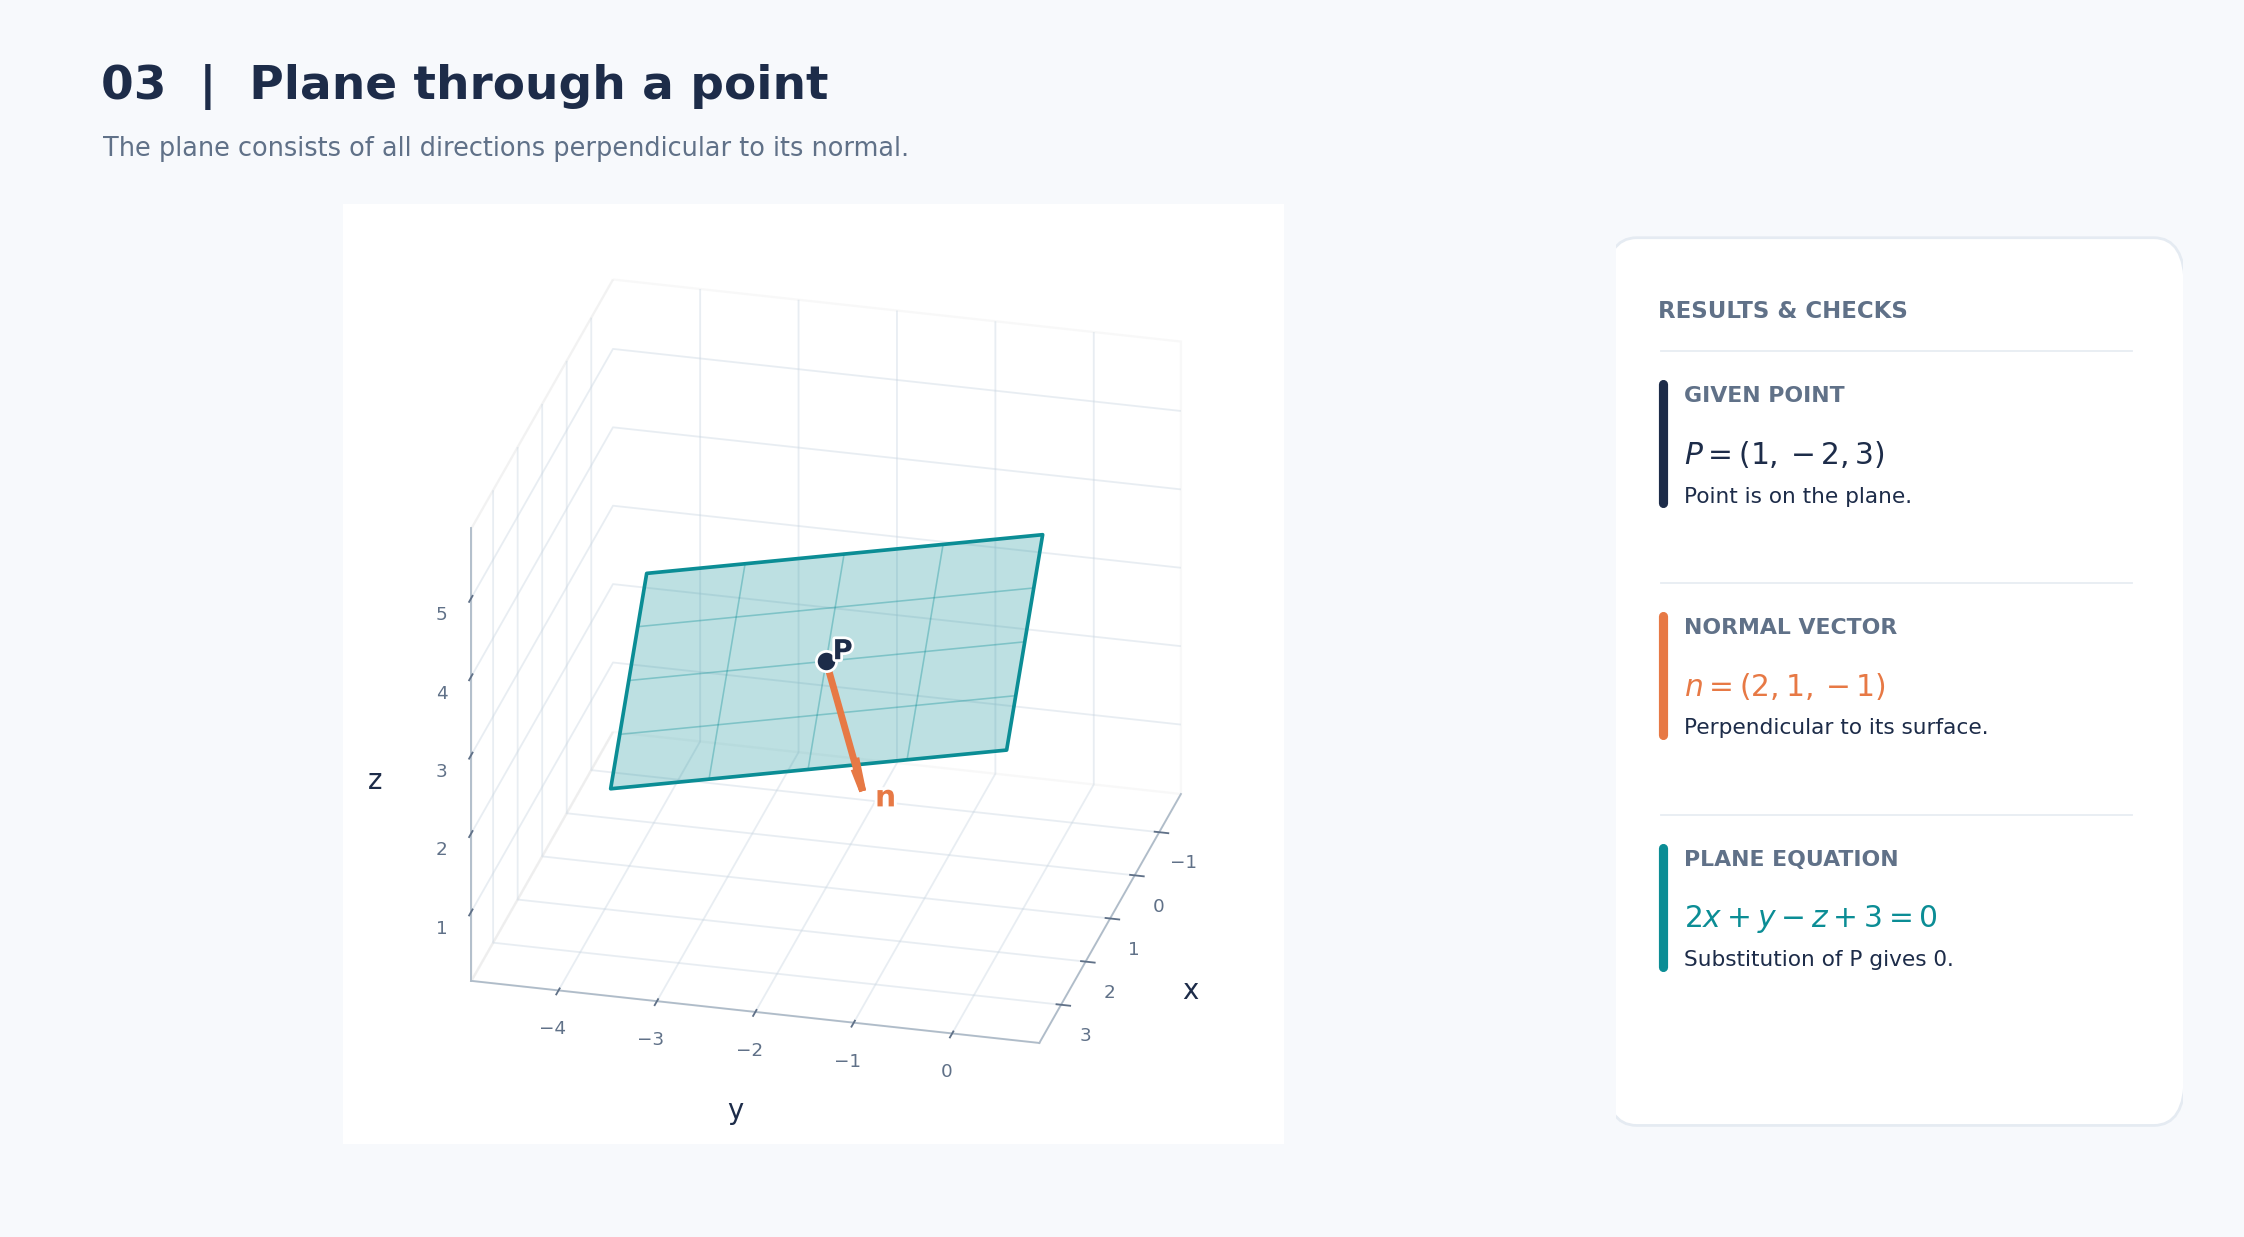 03 | Plane through a point
The plane consists of all directions perpendicular to its normal.
5
4
3
2
1
z
−4
−3
−2
−1
0
y
−1
0
1
2
3
x
P
n
RESULTS & CHECKS
GIVEN POINT
P = (1, −2, 3)
Point is on the plane.
NORMAL VECTOR
n = (2, 1, −1)
Perpendicular to its surface.
PLANE EQUATION
2x + y − z + 3 = 0
Substitution of P gives 0.